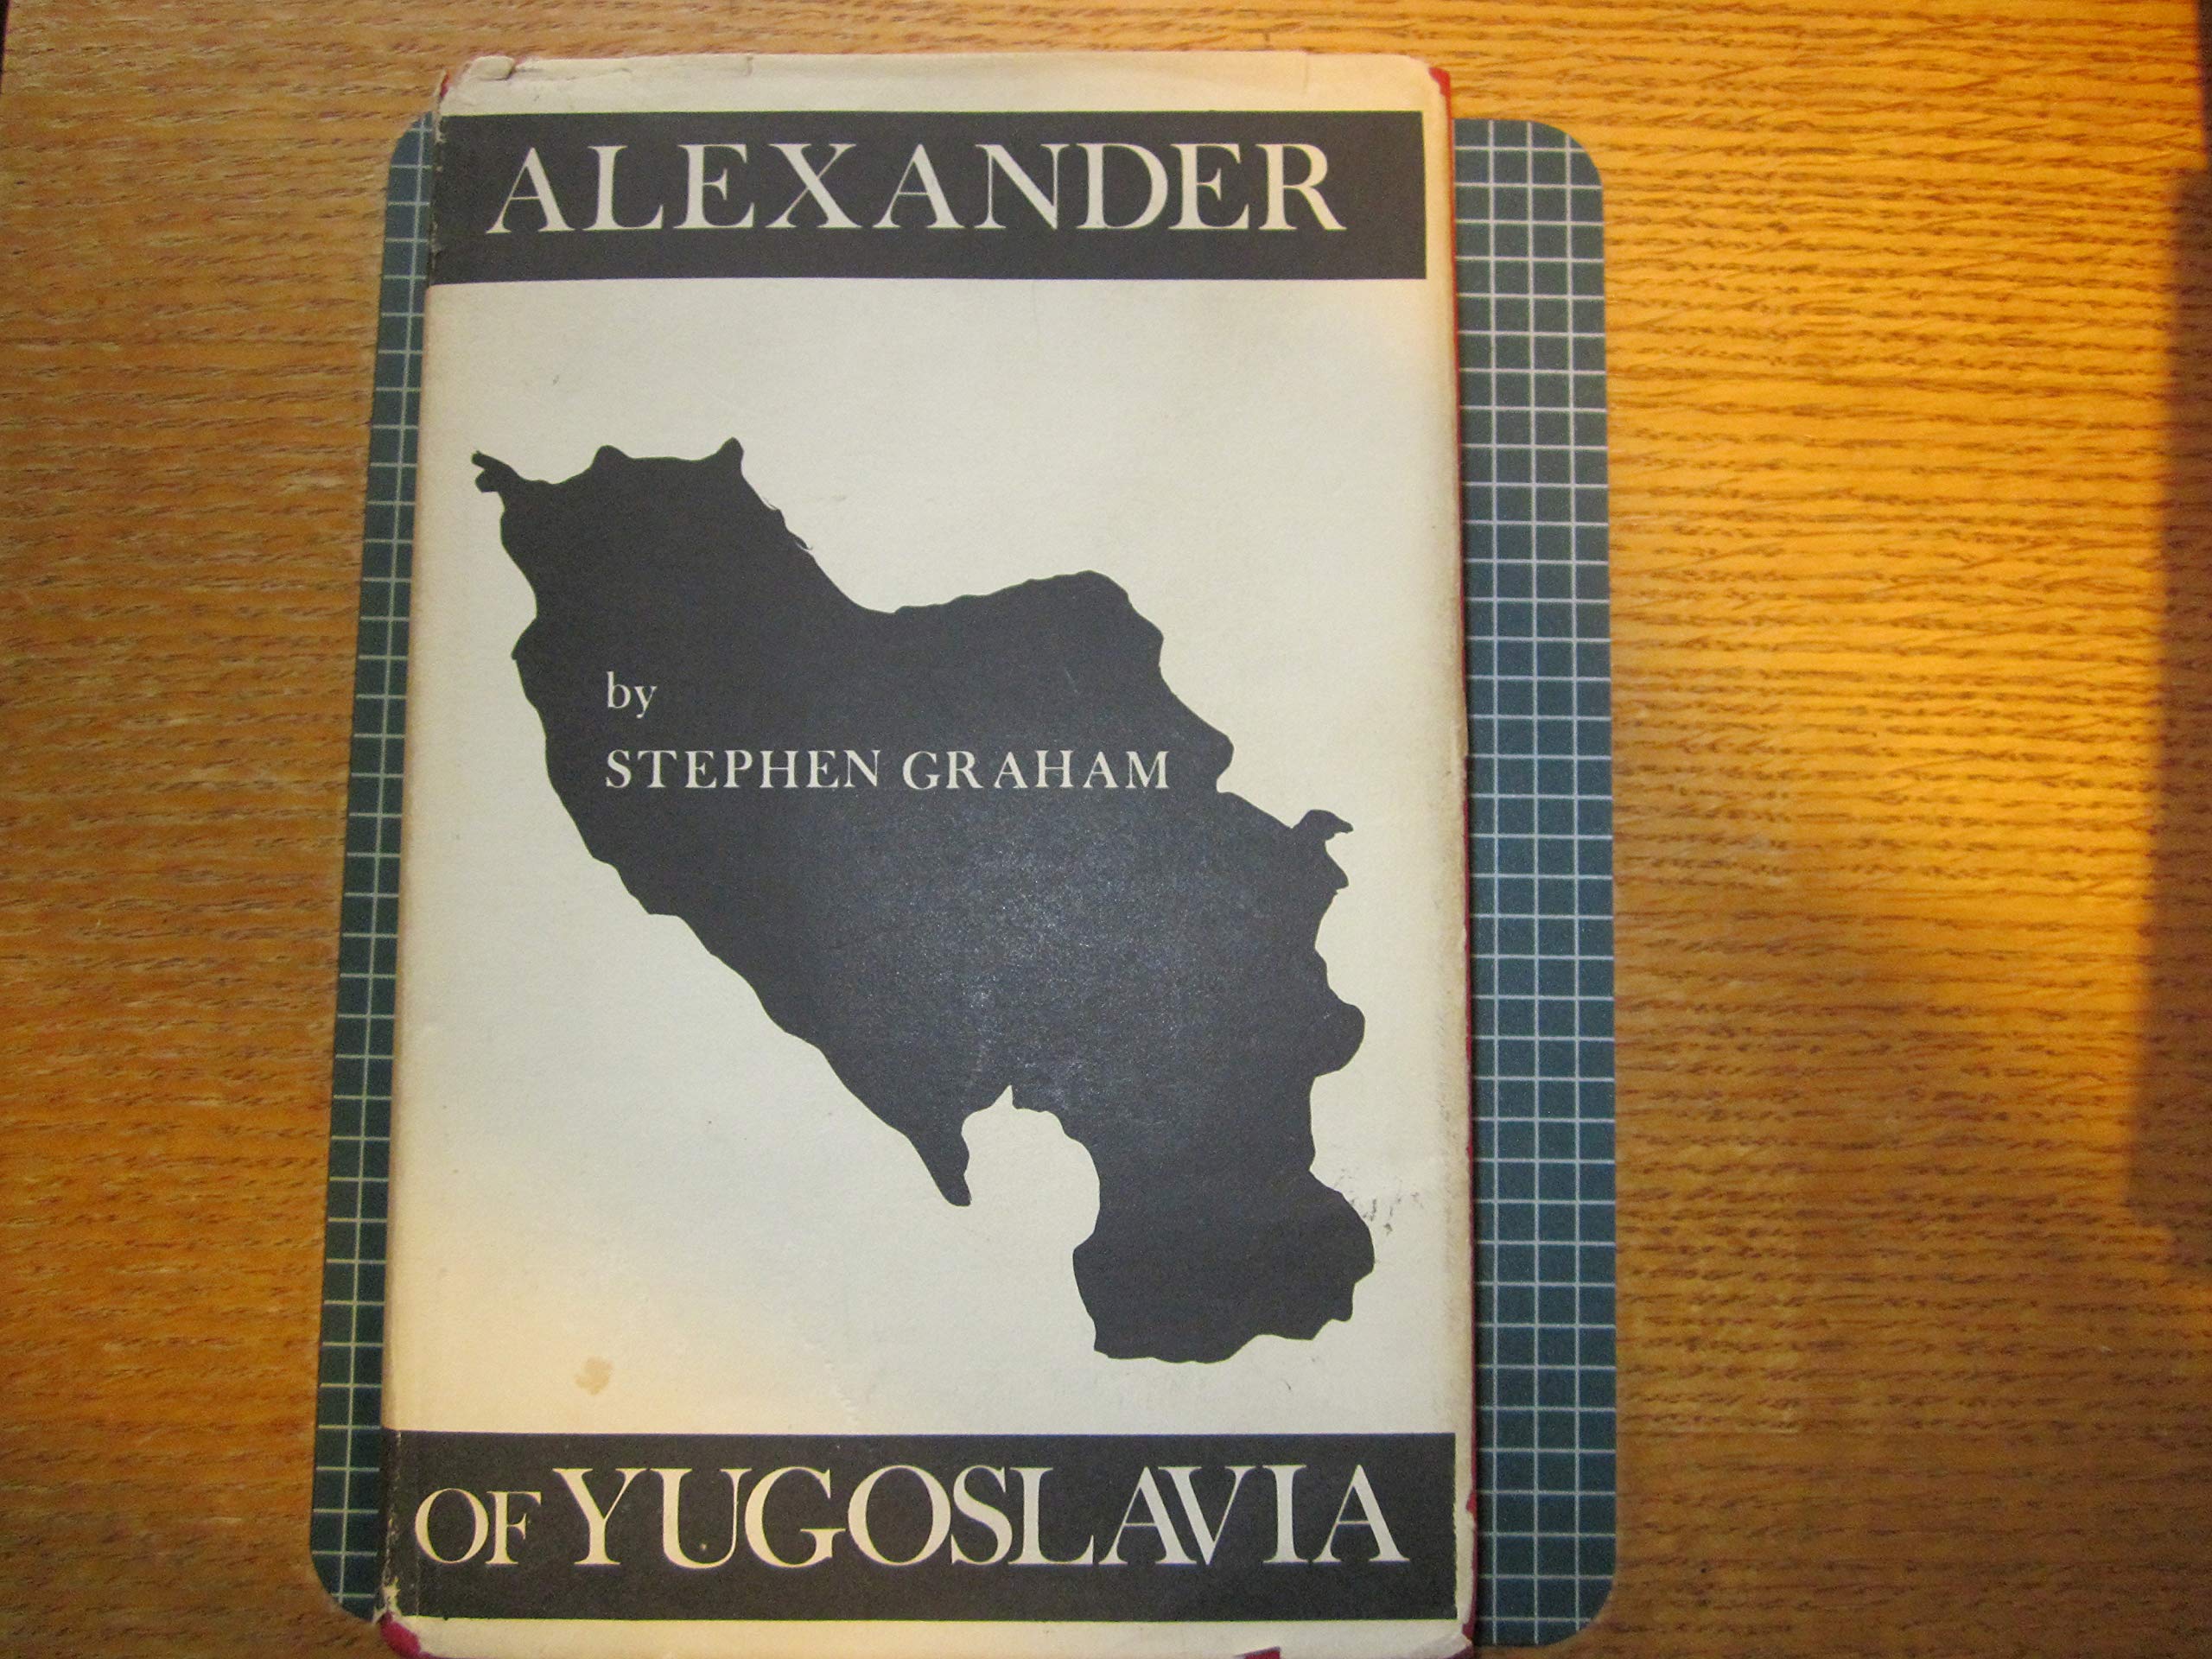 ALEXANDER
by
STEPHEN GRAHAM
OF YUGOSLAVIA